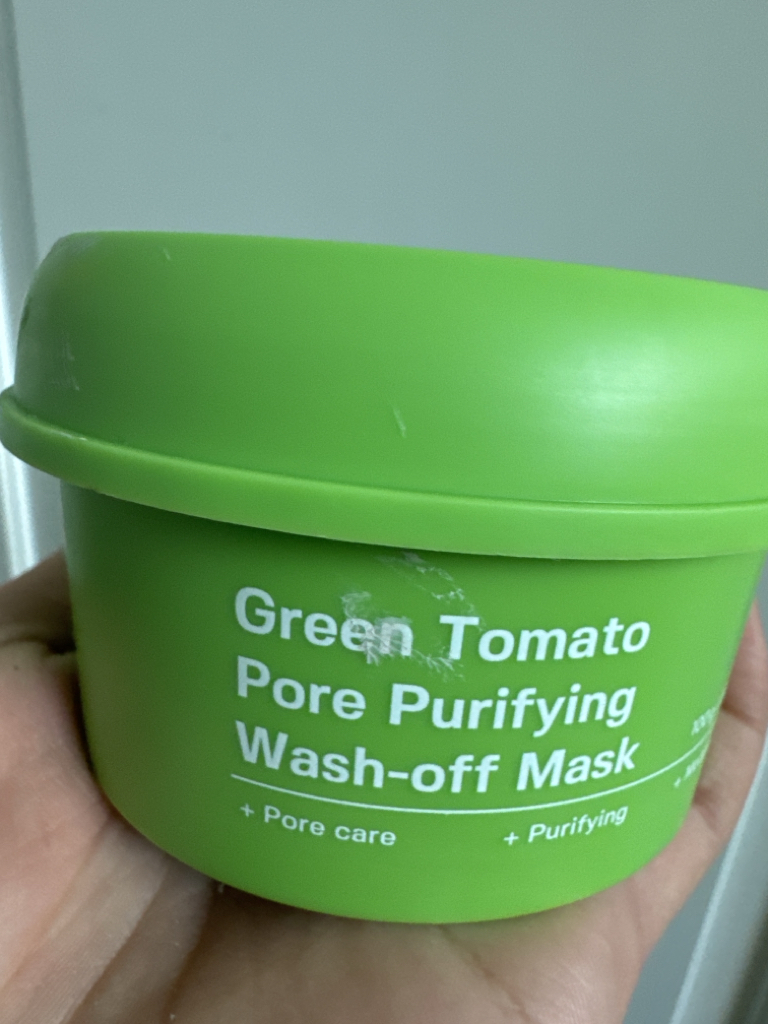 Green Tomato
Pore Purifying
Wash-off Mask
+ Pore care
+ Purifying